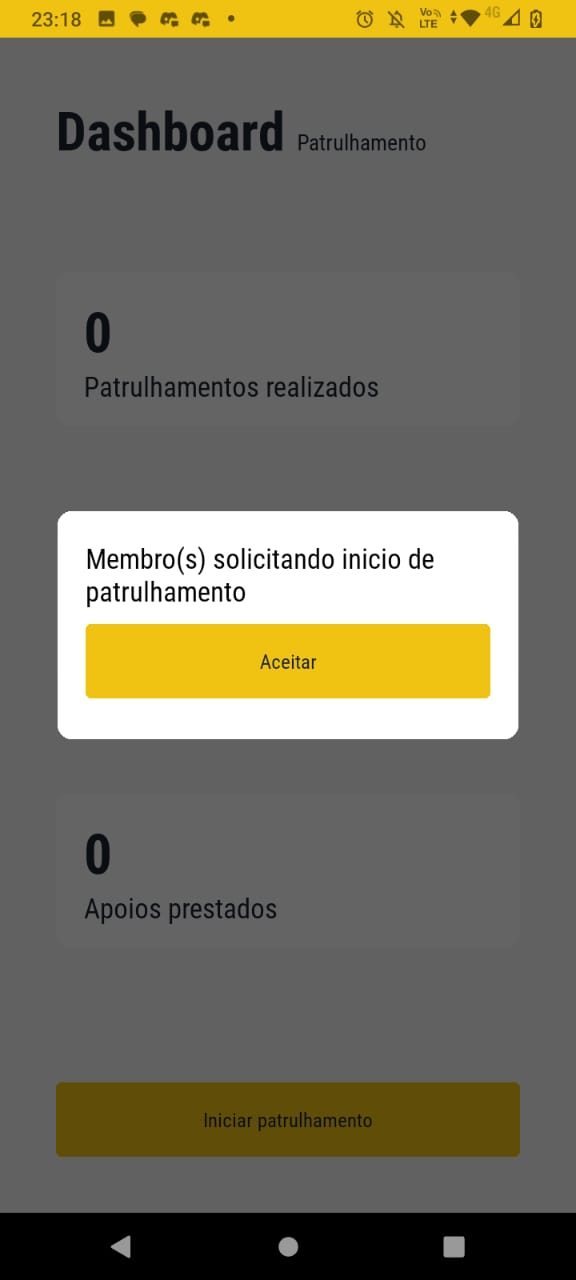 23:18 Vo LTE 4G
Dashboard Patrulhamento
0
Patrulhamentos realizados
Membro(s) solicitando inicio de
patrulhamento
Aceitar
0
Apoios prestados
Iniciar patrulhamento